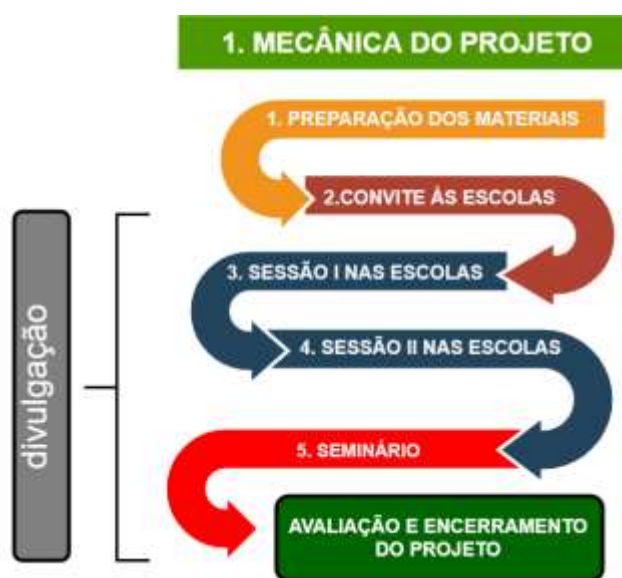 1. MECÂNICA DO PROJETO
1. PREPARAÇÃO DOS MATERIAIS
2.CONVITE ÀS ESCOLAS
3. SESSÃO I NAS ESCOLAS
4. SESSÃO II NAS ESCOLAS
5. SEMINÁRIO
AVALIAÇÃO E ENCERRAMENTO
DO PROJETO
divulgação